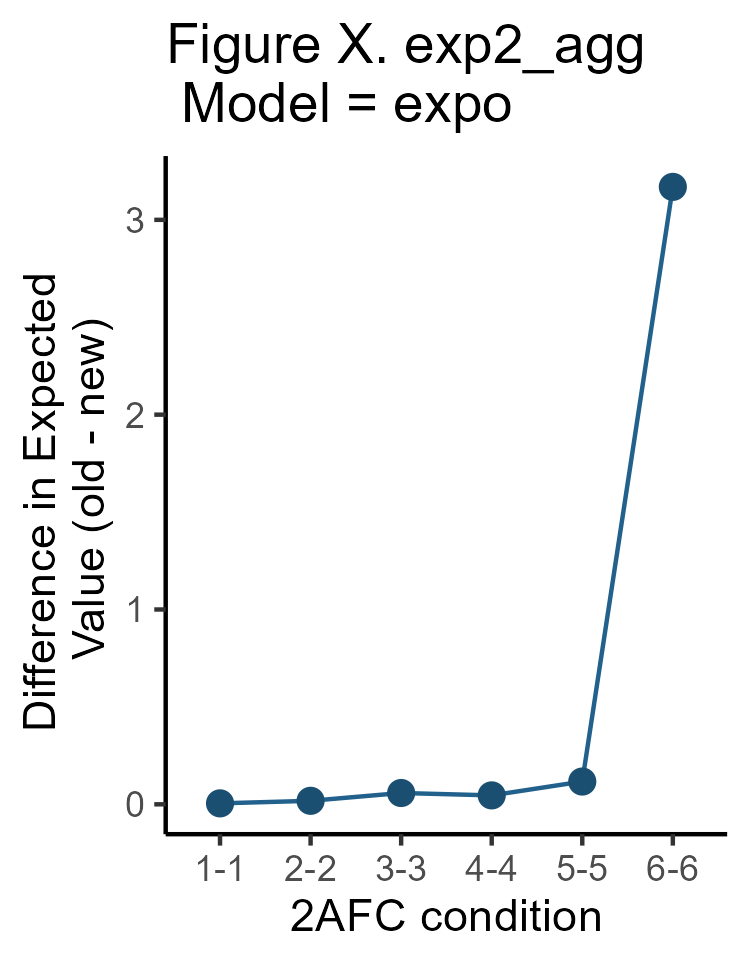 Figure X. exp2_agg
Model = expo
Difference in Expected
Value (old - new)
3
2
1
0
1-1 2-2 3-3 4-4 5-5 6-6
2AFC condition